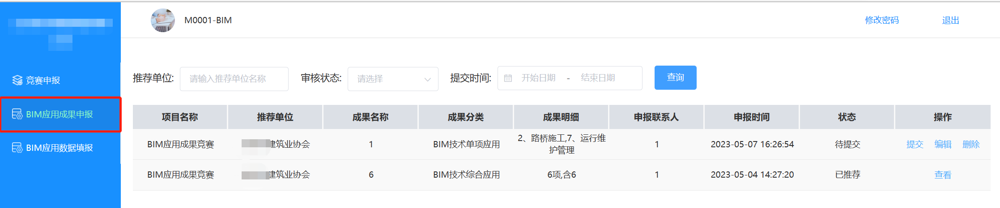 M0001-BIM
修改密码
退出
竞赛申报
BIM应用成果申报
BIM应用数据填报
推荐单位:
请输入推荐单位名称
审核状态:
请选择
提交时间:
开始日期 - 结束日期
查询
项目名称 推荐单位 成果名称 成果分类 成果明细 申报联系人 申报时间 状态 操作
BIM应用成果竞赛 建筑业协会 1 BIM技术单项应用 2、路桥施工,7、运行维
护管理 1 2023-05-07 16:26:54 待提交 提交 编辑 删除
BIM应用成果竞赛 建筑业协会 6 BIM技术综合应用 6项,含6 1 2023-05-04 14:27:20 已推荐 查看